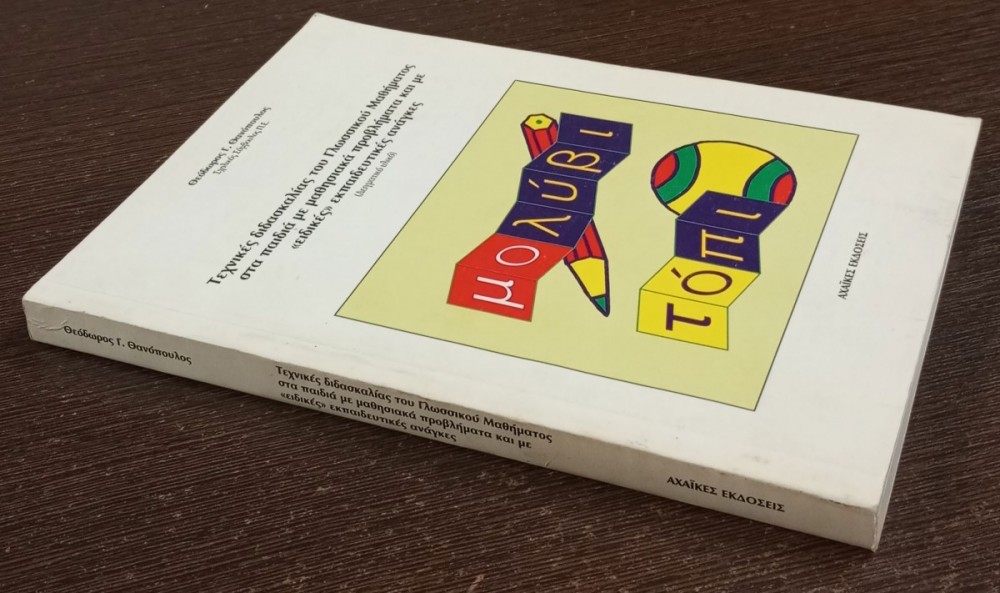 Θεόδωρος Γ. Θανόπουλος
Σχολικός Σύμβουλος Π.Ε.
Τεχνικές διδασκαλίας του Γλωσσικού Μαθήματος
στα παιδιά με μαθησιακά προβλήματα και με
«ειδικές» εκπαιδευτικές ανάγκες
μολύβι
τόπι
ΑΧΑΪΚΕΣ ΕΚΔΟΣΕΙΣ
Θεόδωρος Γ. Θανόπουλος
Τεχνικές διδασκαλίας του Γλωσσικού Μαθήματος
στα παιδιά με μαθησιακά προβλήματα και με
«ειδικές» εκπαιδευτικές ανάγκες
ΑΧΑΪΚΕΣ ΕΚΔΟΣΕΙΣ